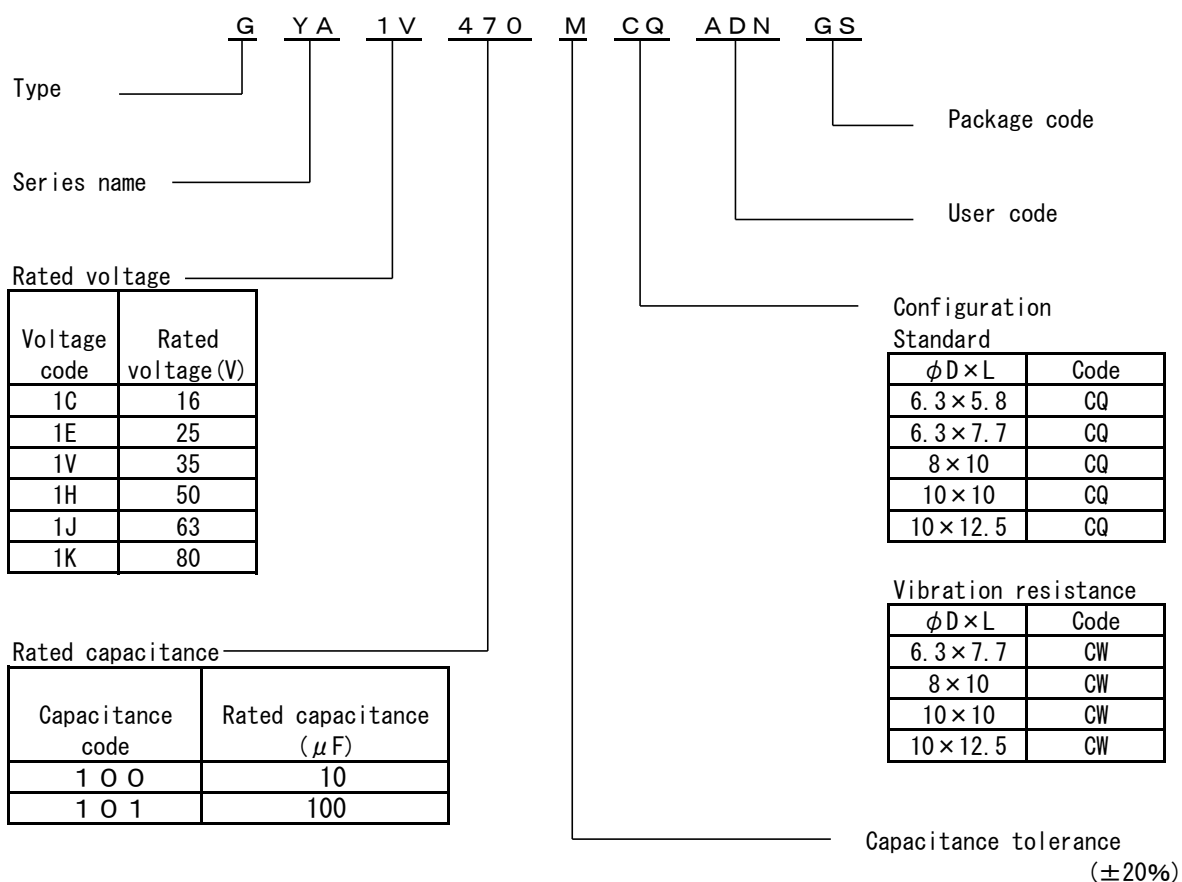 G YA 1V 470 M CQ ADN GS
Type
Package code
Series name
User code
Rated voltage
Voltage code Rated voltage(V)
1C 16
1E 25
1V 35
1H 50
1J 63
1K 80
Configuration
Standard
φD×L Code
6.3×5.8 CQ
6.3×7.7 CQ
8×10 CQ
10×10 CQ
10×12.5 CQ
Vibration resistance
φD×L Code
6.3×7.7 CW
8×10 CW
10×10 CW
10×12.5 CW
Rated capacitance
Capacitance code Rated capacitance (μF)
100 10
101 100
Capacitance tolerance
(±20%)